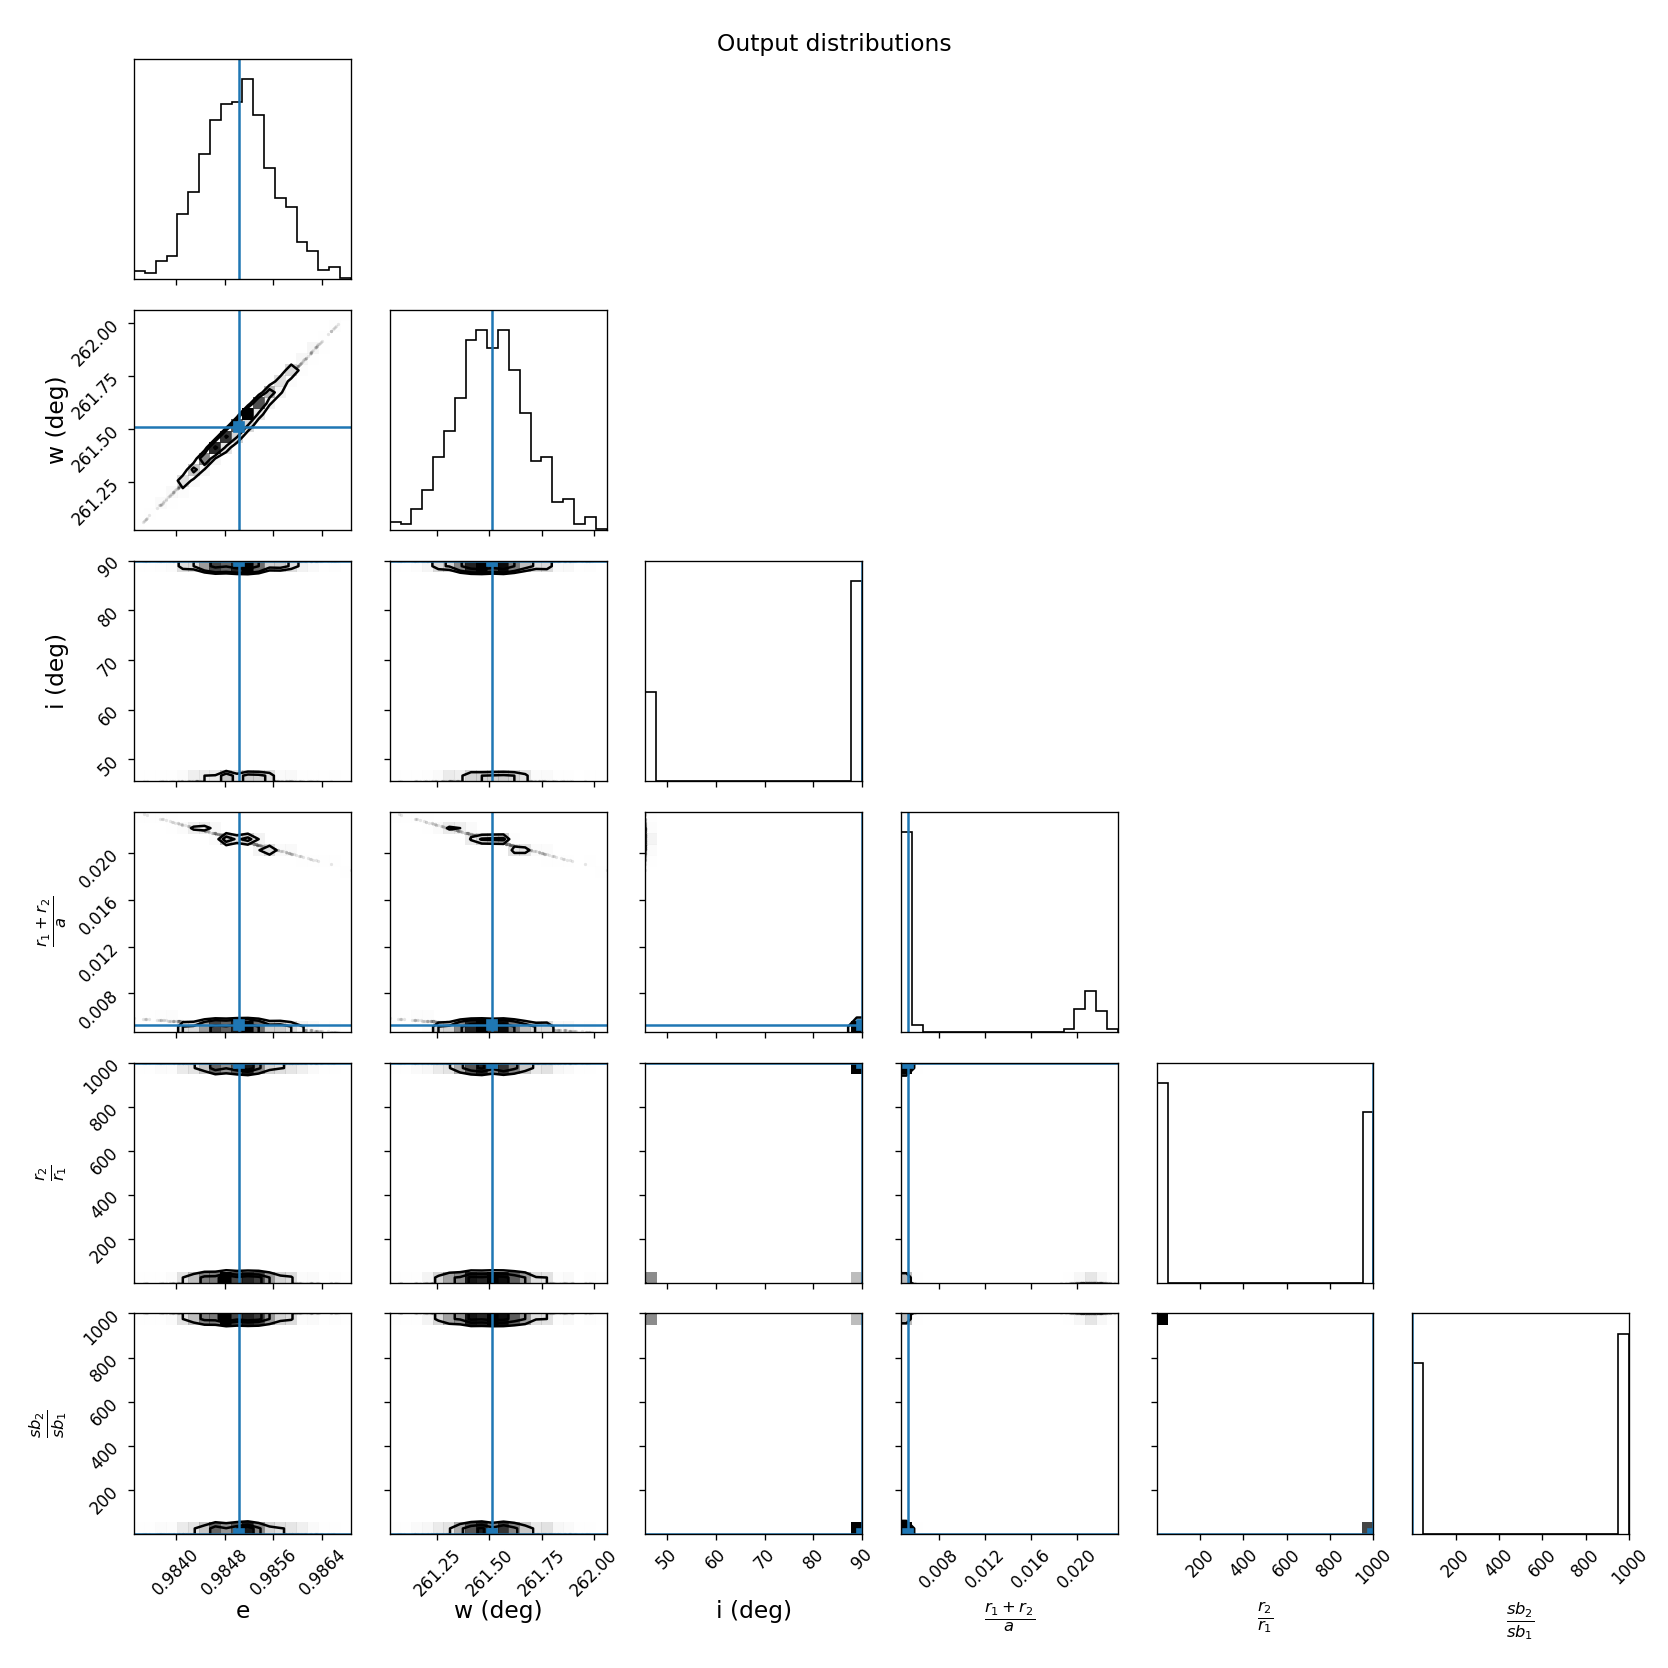 Output distributions
262.00
261.75
261.50
261.25
w (deg)
90
80
70
60
50
i (deg)
0.020
0.016
0.012
0.008
r1 + r2
a
1000
800
600
400
200
r2
r1
1000
800
600
400
200
sb2
sb1
0.9840 0.9848 0.9856 0.9864
e
261.25 261.50 261.75 262.00
w (deg)
50 60 70 80 90
i (deg)
0.008 0.012 0.016 0.020
r1 + r2
a
200 400 600 800 1000
r2
r1
200 400 600 800 1000
sb2
sb1